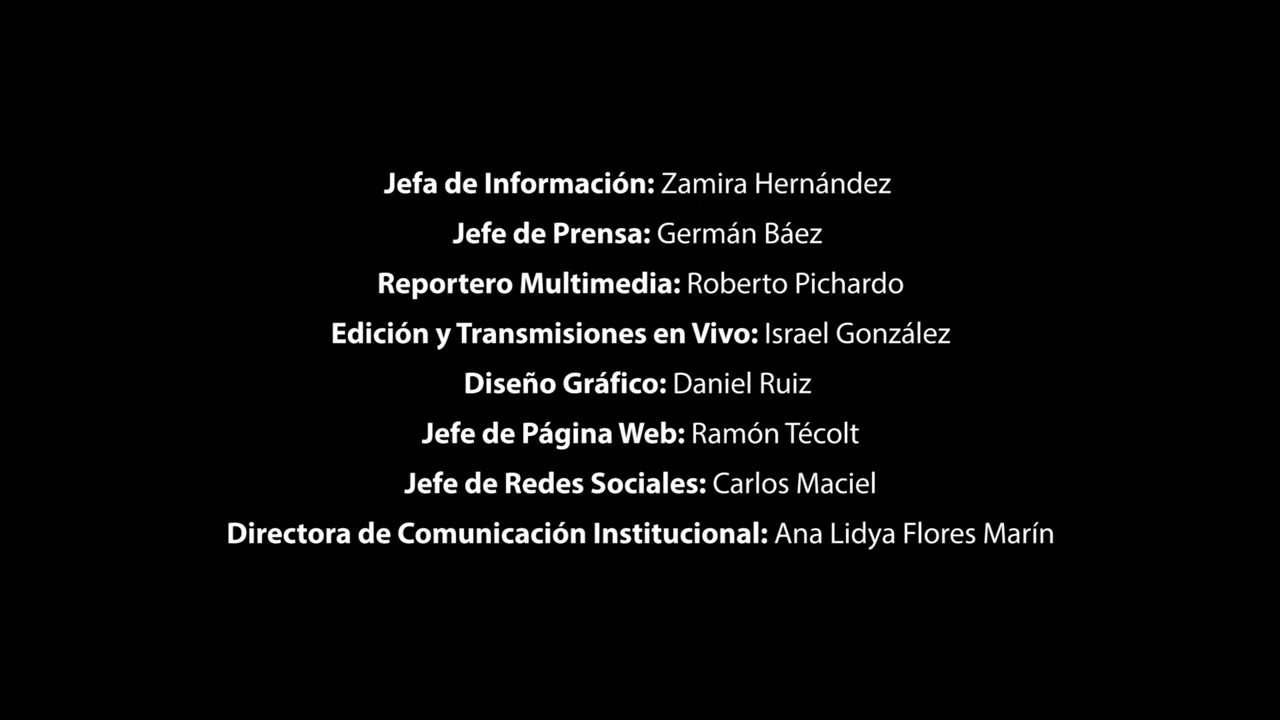 Jefa de Información: Zamira Hernández
Jefe de Prensa: Germán Báez
Reportero Multimedia: Roberto Pichardo
Edición y Transmisiones en Vivo: Israel González
Diseño Gráfico: Daniel Ruiz
Jefe de Página Web: Ramón Técolt
Jefe de Redes Sociales: Carlos Maciel
Directora de Comunicación Institucional: Ana Lidya Flores Marín